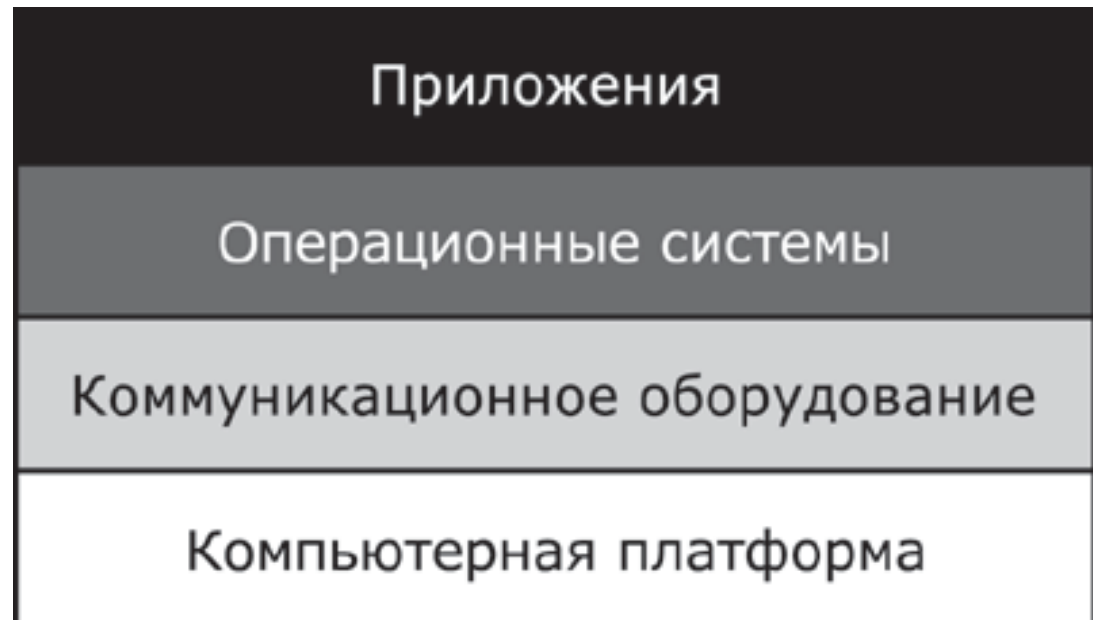 Приложения
Операционные системы
Коммуникационное оборудование
Компьютерная платформа